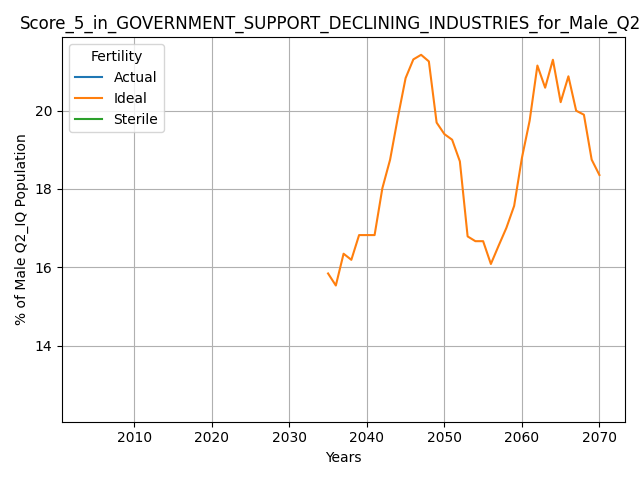 Score_5_in_GOVERNMENT_SUPPORT_DECLINING_INDUSTRIES_for_Male_Q2
Fertility
Actual
Ideal
Sterile
% of Male Q2_IQ Population
20
18
16
14
2010 2020 2030 2040 2050 2060 2070
Years